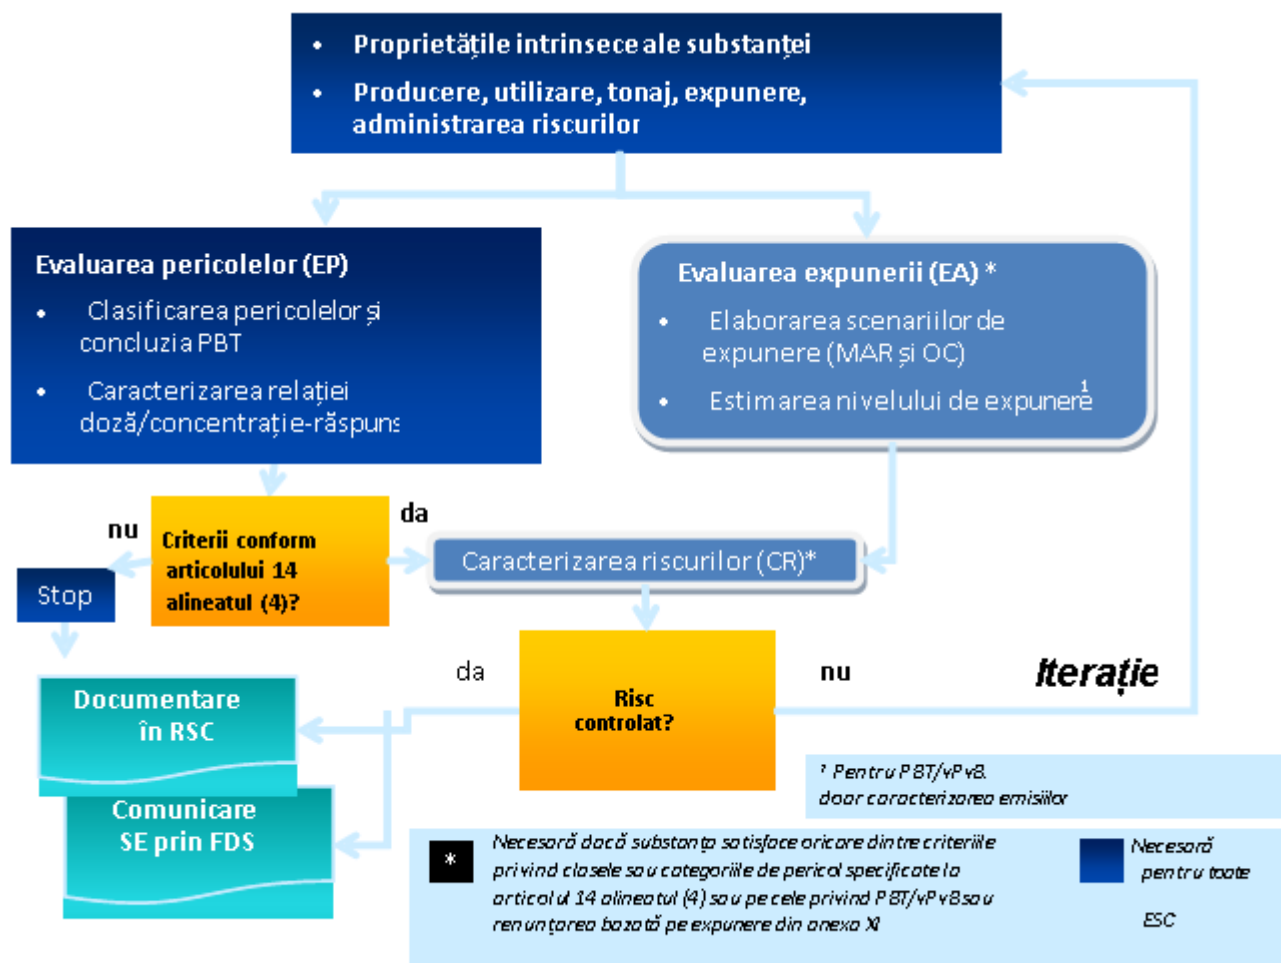 • Proprietățile intrinsece ale substanței
• Producere, utilizare, tonaj, expunere,
administrarea riscurilor
Evaluarea pericolelor (EP)
• Clasificarea pericolelor și
concluzia PBT
• Caracterizarea relației
doză/concentrație-răspuns
Evaluarea expunerii (EA) *
• Elaborarea scenariilor de
expunere (MAR și OC)
• Estimarea nivelului de expunere 1
nu
Criterii conform
articolului 14
alineatul (4)?
da
Caracterizarea riscurilor (CR)*
Stop
da
Risc
controlat?
nu
Iterație
Documentare
în RSC
Comunicare
SE prin FDS
1 Pentru PBT/vPvB.
doar caracterizarea emisiilor
*
Necesară dacă substanța satisface oricare dintre criteriile
privind clasele sau categoriile de pericol specificate la
articolul 14 alineatul (4) sau pe cele privind PBT/vPvB sau
renunțarea bazată pe expunere din anexa XI
Necesară
pentru toate
ESC